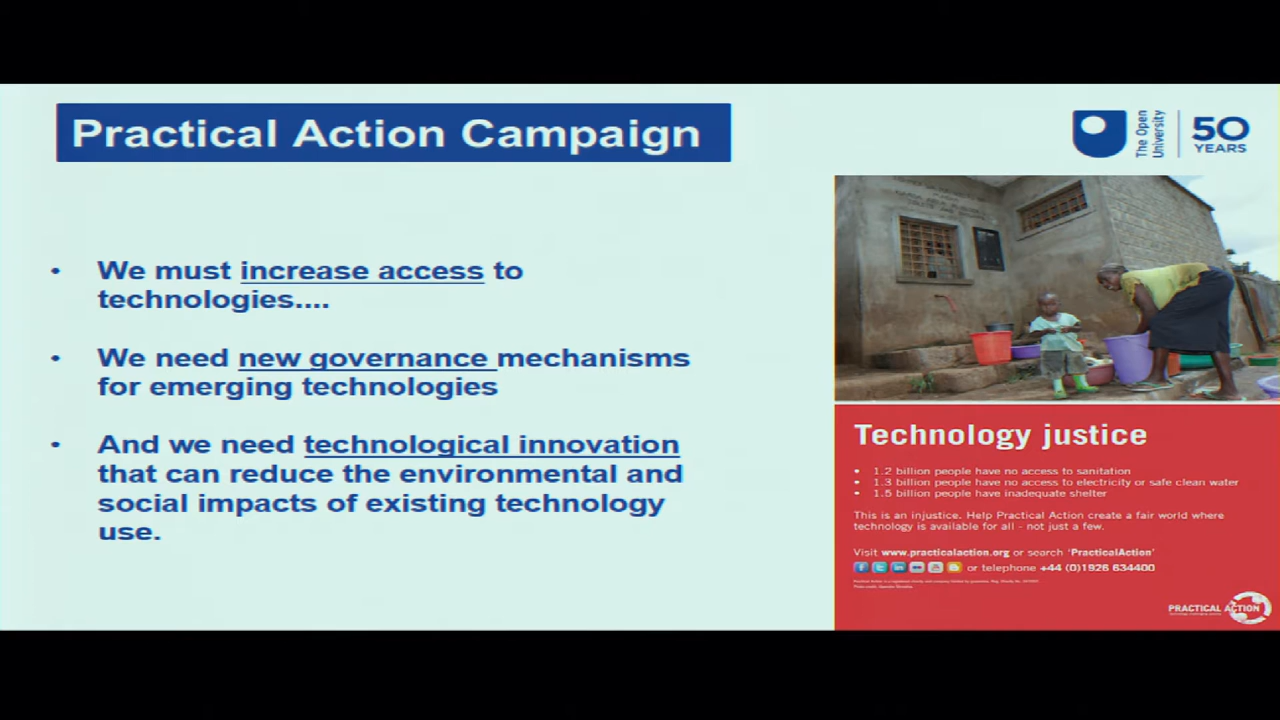 Practical Action Campaign
The Open
University
50
YEARS
• We must increase access to
technologies....
• We need new governance mechanisms
for emerging technologies
• And we need technological innovation
that can reduce the environmental and
social impacts of existing technology
use.
Technology justice
• 1.2 billion people have no access to sanitation
• 1.3 billion people have no access to electricity or safe clean water
• 1.5 billion people have inadequate shelter
This is an injustice. Help Practical Action create a fair world where
technology is available for all - not just a few.
Visit www.practicalaction.org or search 'PracticalAction'
or telephone +44 (0)1926 634400
PRACTICAL ACTION